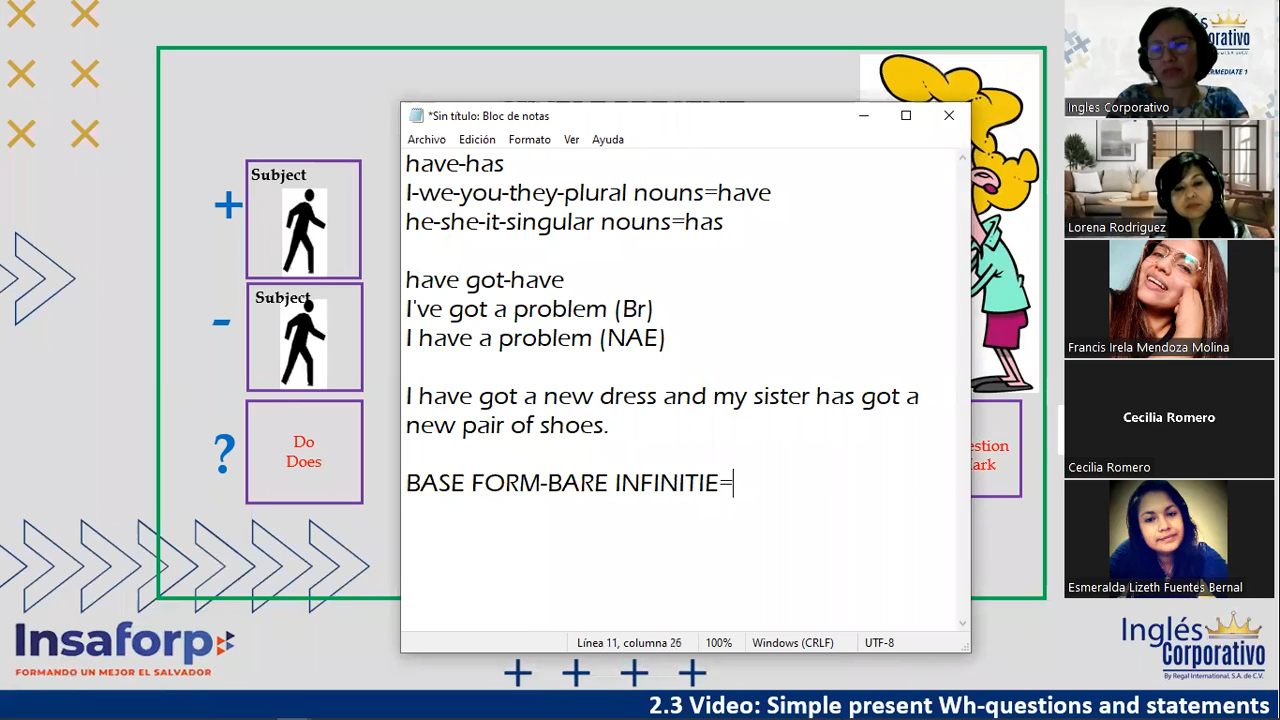 *Sin título: Bloc de notas
Archivo Edición Formato Ver Ayuda
have-has
I-we-you-they-plural nouns=have
he-she-it-singular nouns=has
have got-have
I've got a problem (Br)
I have a problem (NAE)
I have got a new dress and my sister has got a
new pair of shoes.
BASE FORM-BARE INFINITIE=
Línea 11, columna 26 100% Windows (CRLF) UTF-8
+ Subject
- Subject
? Do
Does
Insaforp
FORMANDO UN MEJOR EL SALVADOR
Ingles Corporativo
Lorena Rodriguez
Francis Irela Mendoza Molina
Cecilia Romero
Cecilia Romero
Esmeralda Lizeth Fuentes Bernal
Inglés
Corporativo
By Regal International, S.A. de C.V.
2.3 Video: Simple present Wh-questions and statements